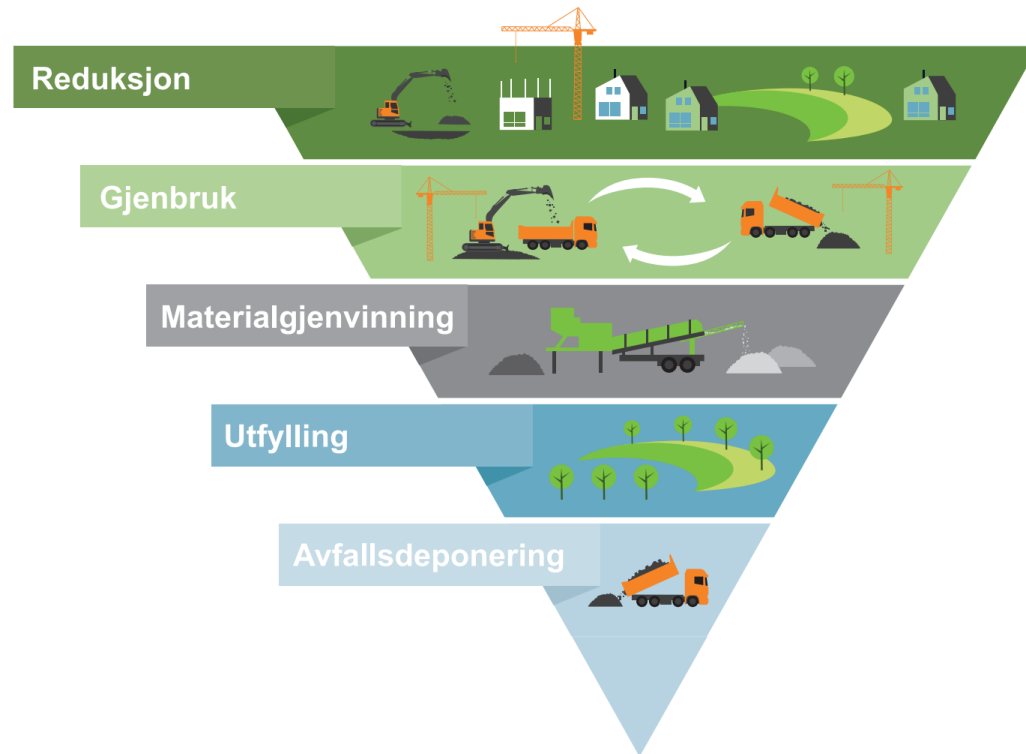 Reduksjon
Gjenbruk
Materialgjenvinning
Utfylling
Avfallsdeponering